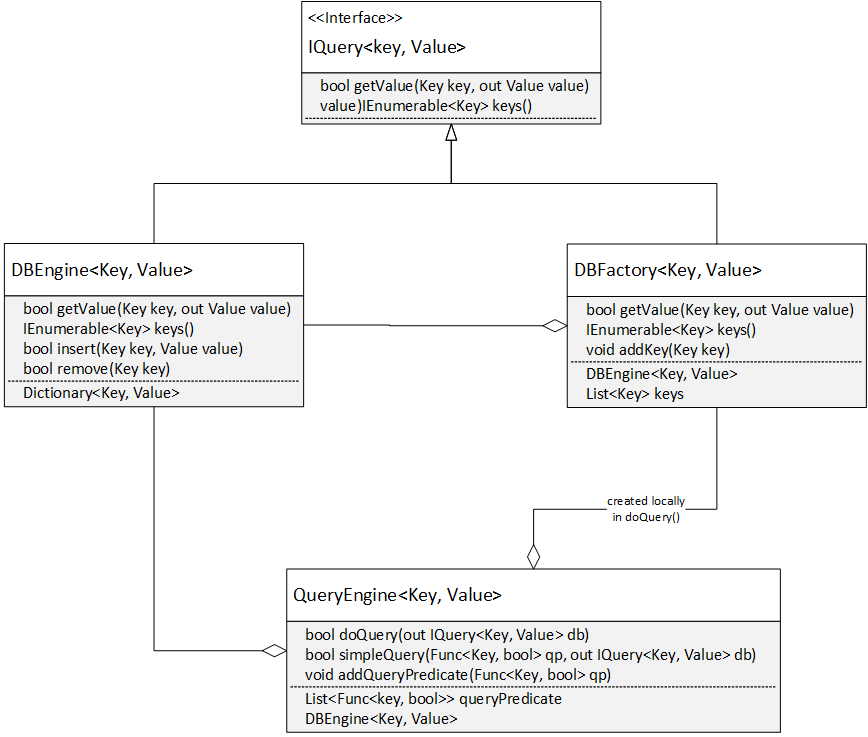 <<Interface>>
IQuery<key, Value>
bool getValue(Key key, out Value value)
value)IEnumerable<Key> keys()
DBEngine<Key, Value>
bool getValue(Key key, out Value value)
IEnumerable<Key> keys()
bool insert(Key key, Value value)
bool remove(Key key)
Dictionary<Key, Value>
DBFactory<Key, Value>
bool getValue(Key key, out Value value)
IEnumerable<Key> keys()
void addKey(Key key)
DBEngine<Key, Value>
List<Key> keys
created locally
in doQuery()
QueryEngine<Key, Value>
bool doQuery(out IQuery<Key, Value> db)
bool simpleQuery(Func<Key, bool> qp, out IQuery<Key, Value> db)
void addQueryPredicate(Func<Key, bool> qp)
List<Func<key, bool>> queryPredicate
DBEngine<Key, Value>